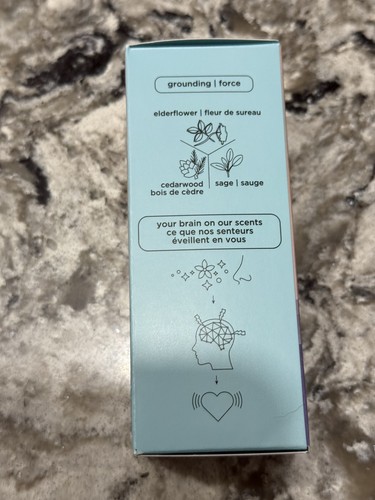 grounding | force
elderflower | fleur de sureau
cedarwood
bois de cèdre
sage | sauge
your brain on our scents
ce que nos senteurs
éveillent en vous